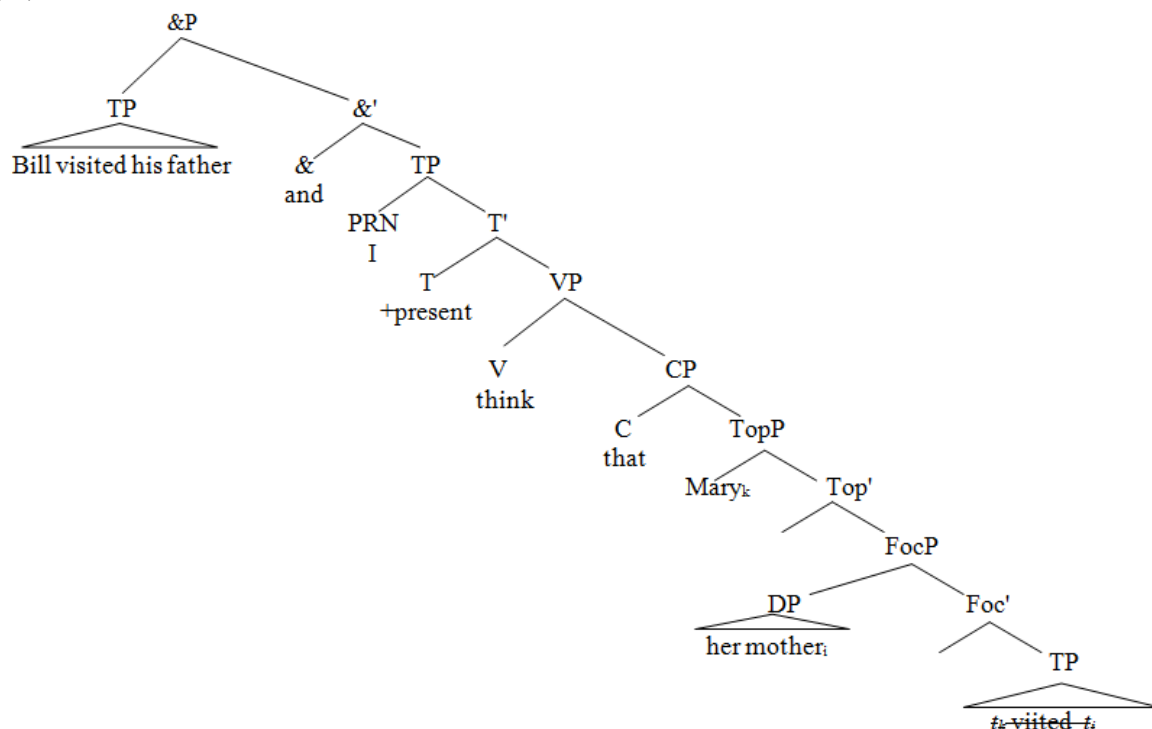 &P
TP &'
Bill visited his father & TP
and PRN T'
I T VP
+present
V CP
think C TopP
that Maryₖ Top'
FocP
DP Foc'
her motherᵢ TP
tₖ viited tᵢ